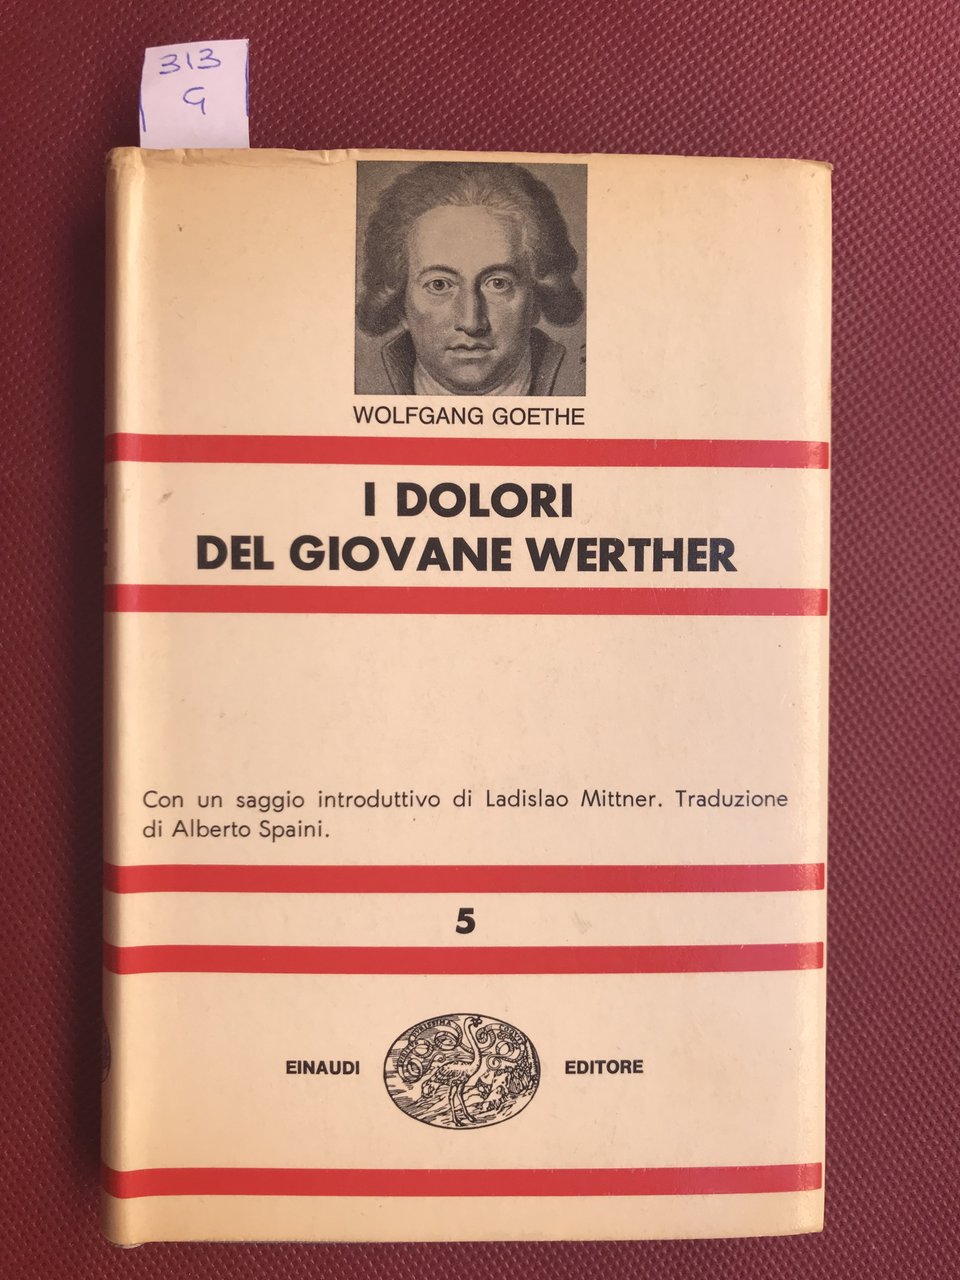 313
G
WOLFGANG GOETHE
I DOLORI
DEL GIOVANE WERTHER
Con un saggio introduttivo di Ladislao Mittner. Traduzione
di Alberto Spaini.
5
EINAUDI EDITORE